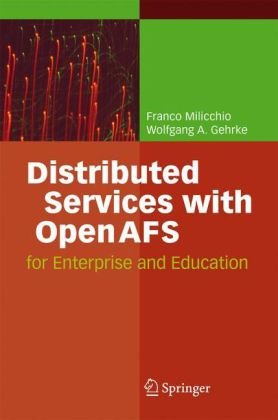 Franco Milicchio
Wolfgang A. Gehrke
Distributed
Services with
OpenAFS
for Enterprise and Education
Springer